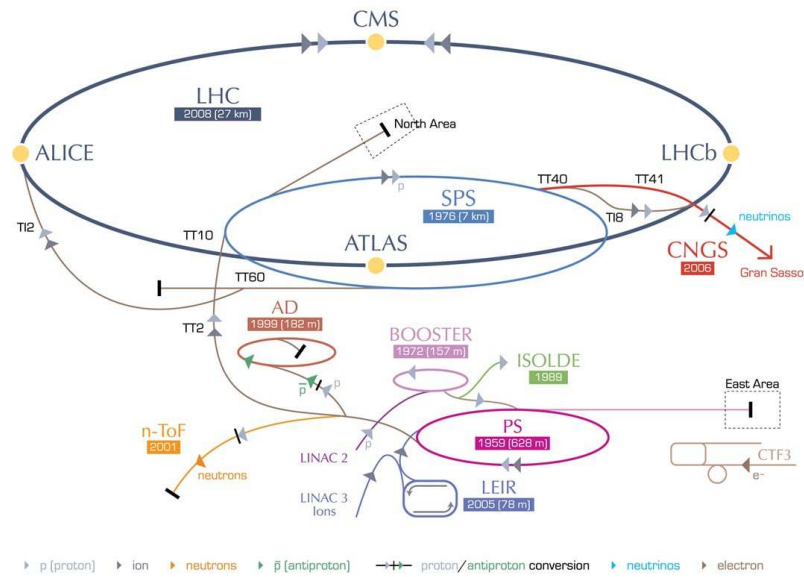 CMS
LHC
2008 (27 km)
North Area
ALICE
LHCb
TT40
TT41
SPS
1976 (7 km)
p
TI8
TI2
TT10
ATLAS
neutrinos
CNGS
2006
Gran Sasso
TT60
AD
1999 (182 m)
TT2
BOOSTER
1972 (157 m)
ISOLDE
1989
p̅
p
East Area
n-ToF
2001
PS
1959 (628 m)
p
LINAC 2
neutrons
CTF3
e⁻
LINAC 3
Ions
LEIR
2005 (78 m)
p (proton)
ion
neutrons
p̅ (antiproton)
proton/antiproton conversion
neutrinos
electron